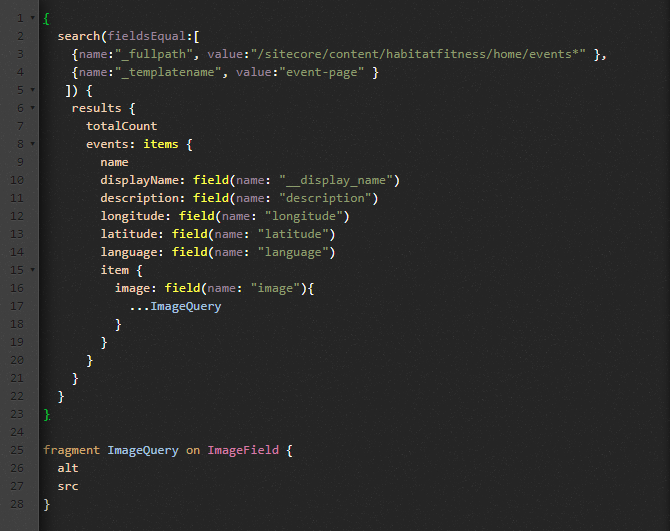 1 {
2 search(fieldsEqual:[
3 {name:"_fullpath", value:"/sitecore/content/habitatfitness/home/events*" },
4 {name:"_templatename", value:"event-page" }
5 ]) {
6 results {
7 totalCount
8 events: items {
9 name
10 displayName: field(name: "__display_name")
11 description: field(name: "description")
12 longitude: field(name: "longitude")
13 latitude: field(name: "latitude")
14 language: field(name: "language")
15 item {
16 image: field(name: "image"){
17 ...ImageQuery
18 }
19 }
20 }
21 }
22 }
23 }
24
25 fragment ImageQuery on ImageField {
26 alt
27 src
28 }